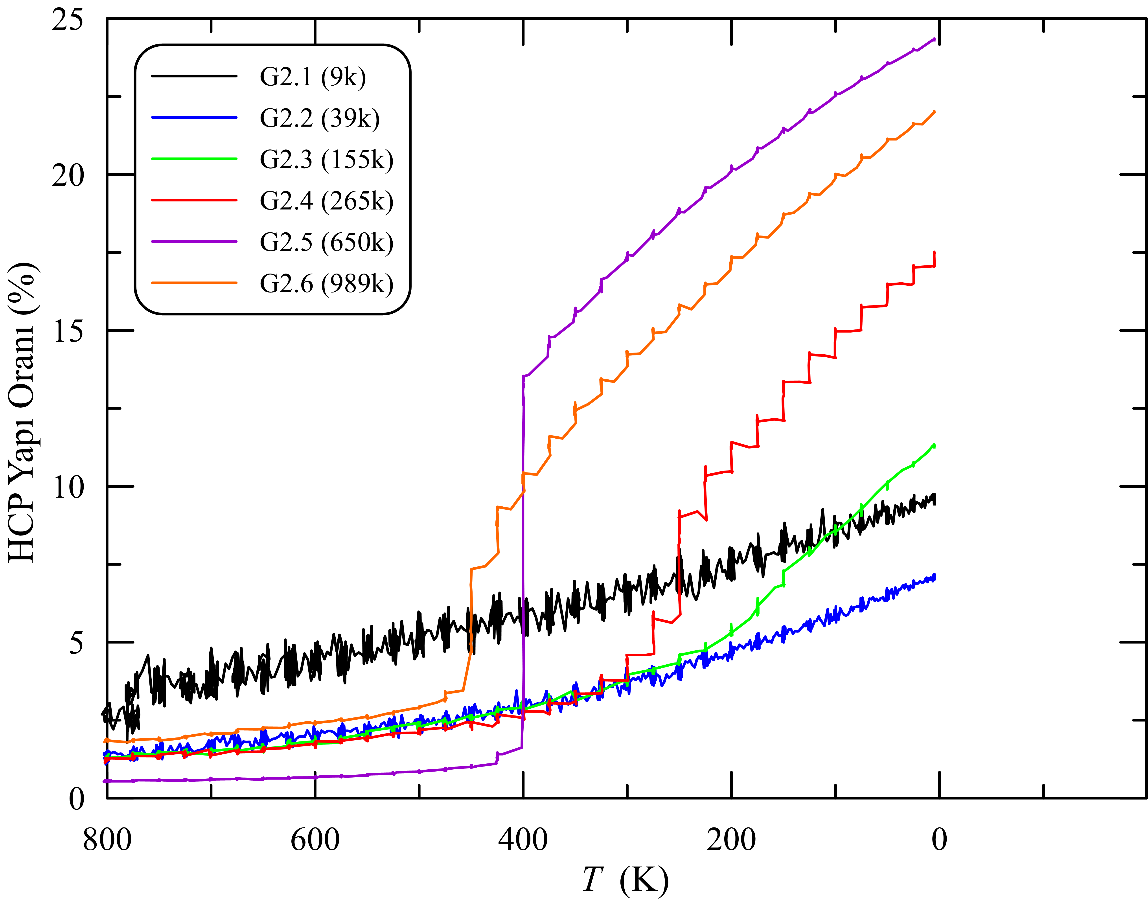 25
20
15
10
5
0
HCP Yapı Oranı (%)
G2.1 (9k)
G2.2 (39k)
G2.3 (155k)
G2.4 (265k)
G2.5 (650k)
G2.6 (989k)
800 600 400 200 0
T (K)